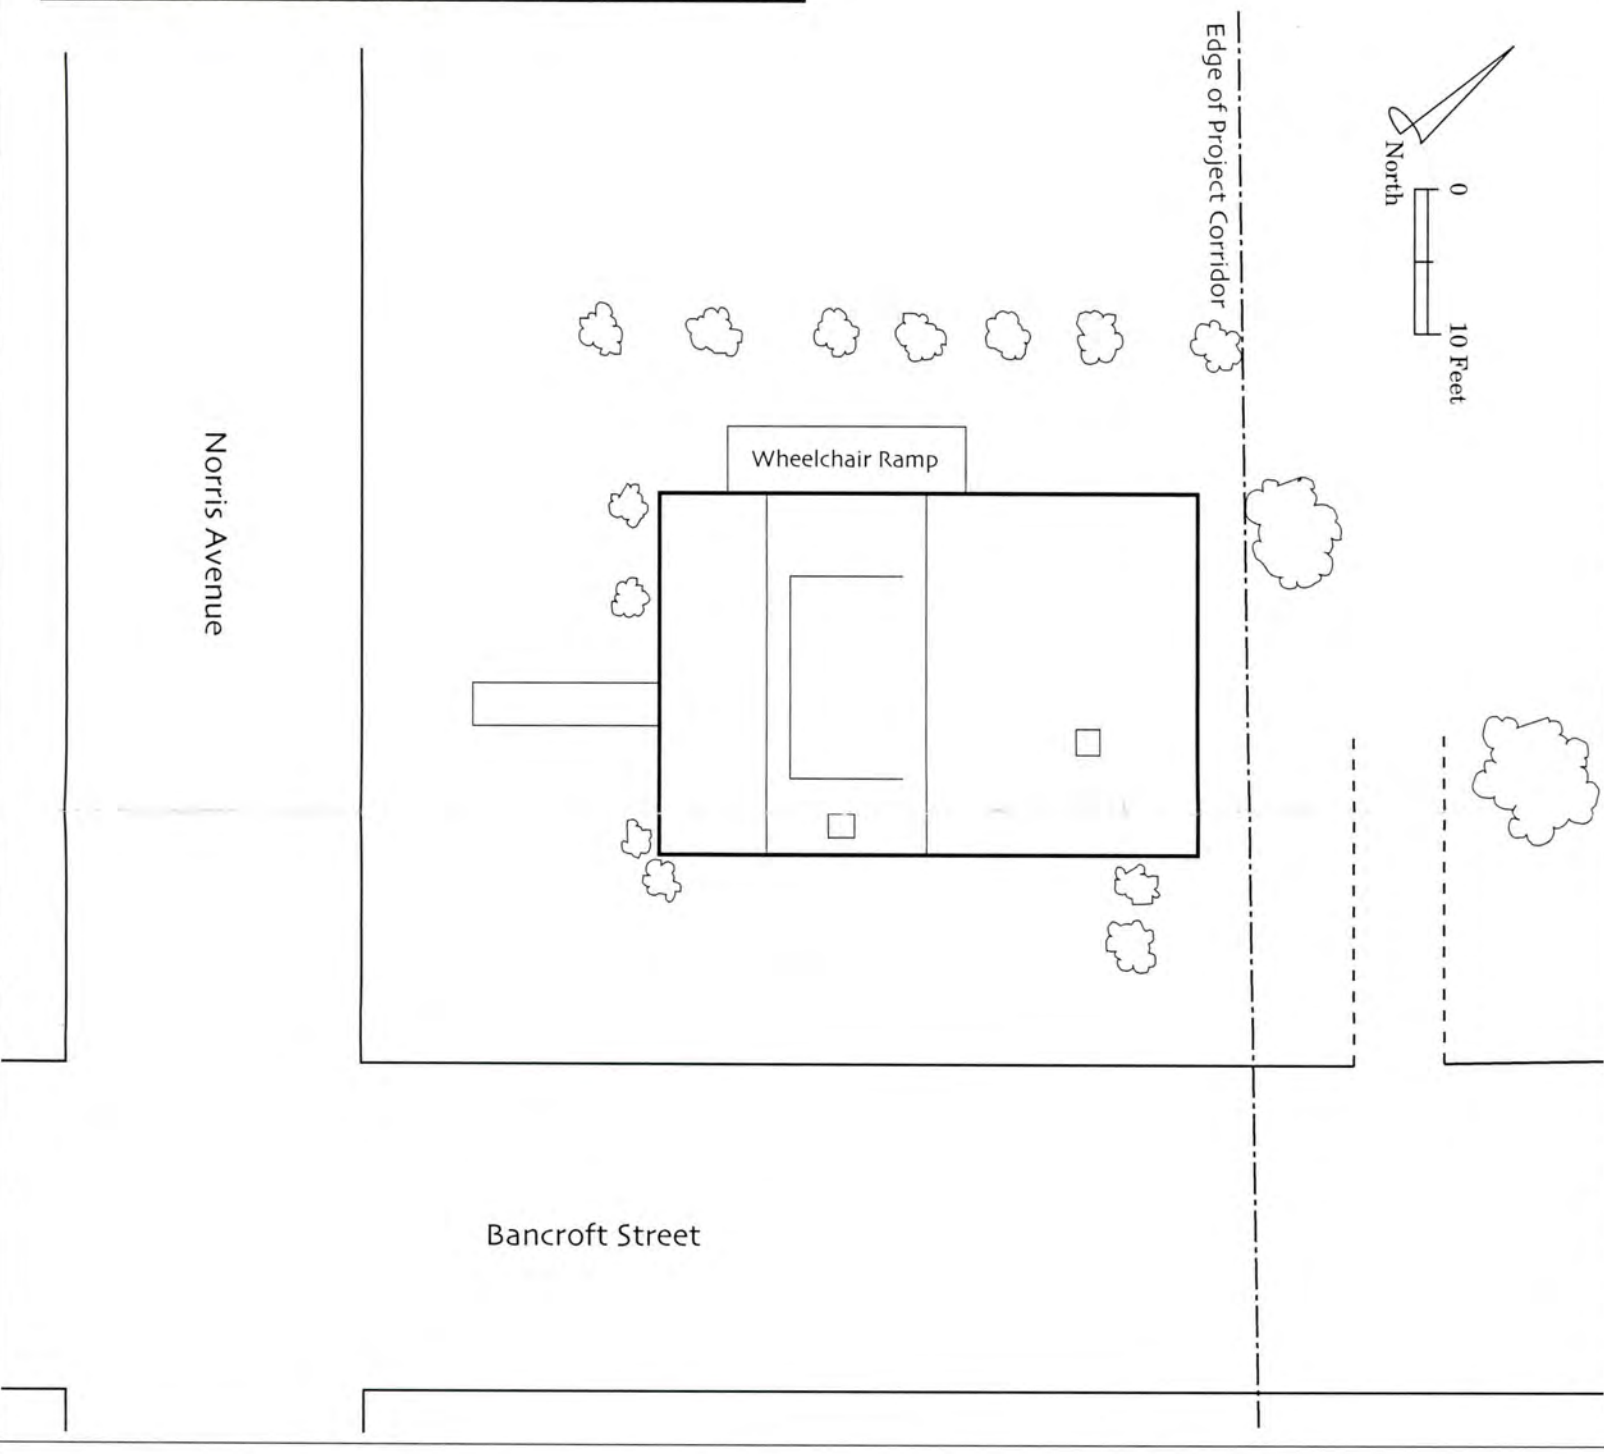 Edge of Project Corridor
North
0
10 Feet
Wheelchair Ramp
Norris Avenue
Bancroft Street